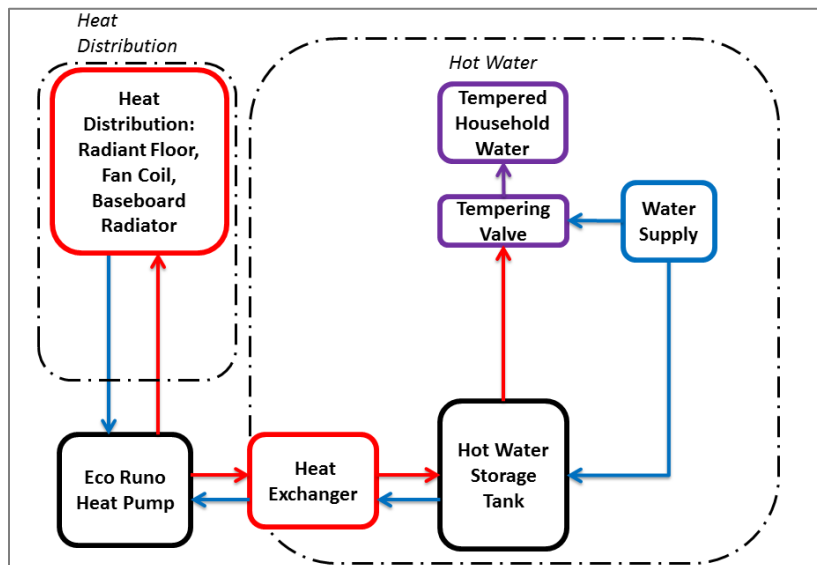 Heat
Distribution
Heat
Distribution:
Radiant Floor,
Fan Coil,
Baseboard
Radiator
Hot Water
Tempered
Household
Water
Tempering
Valve
Water
Supply
Eco Runo
Heat Pump
Heat
Exchanger
Hot Water
Storage
Tank